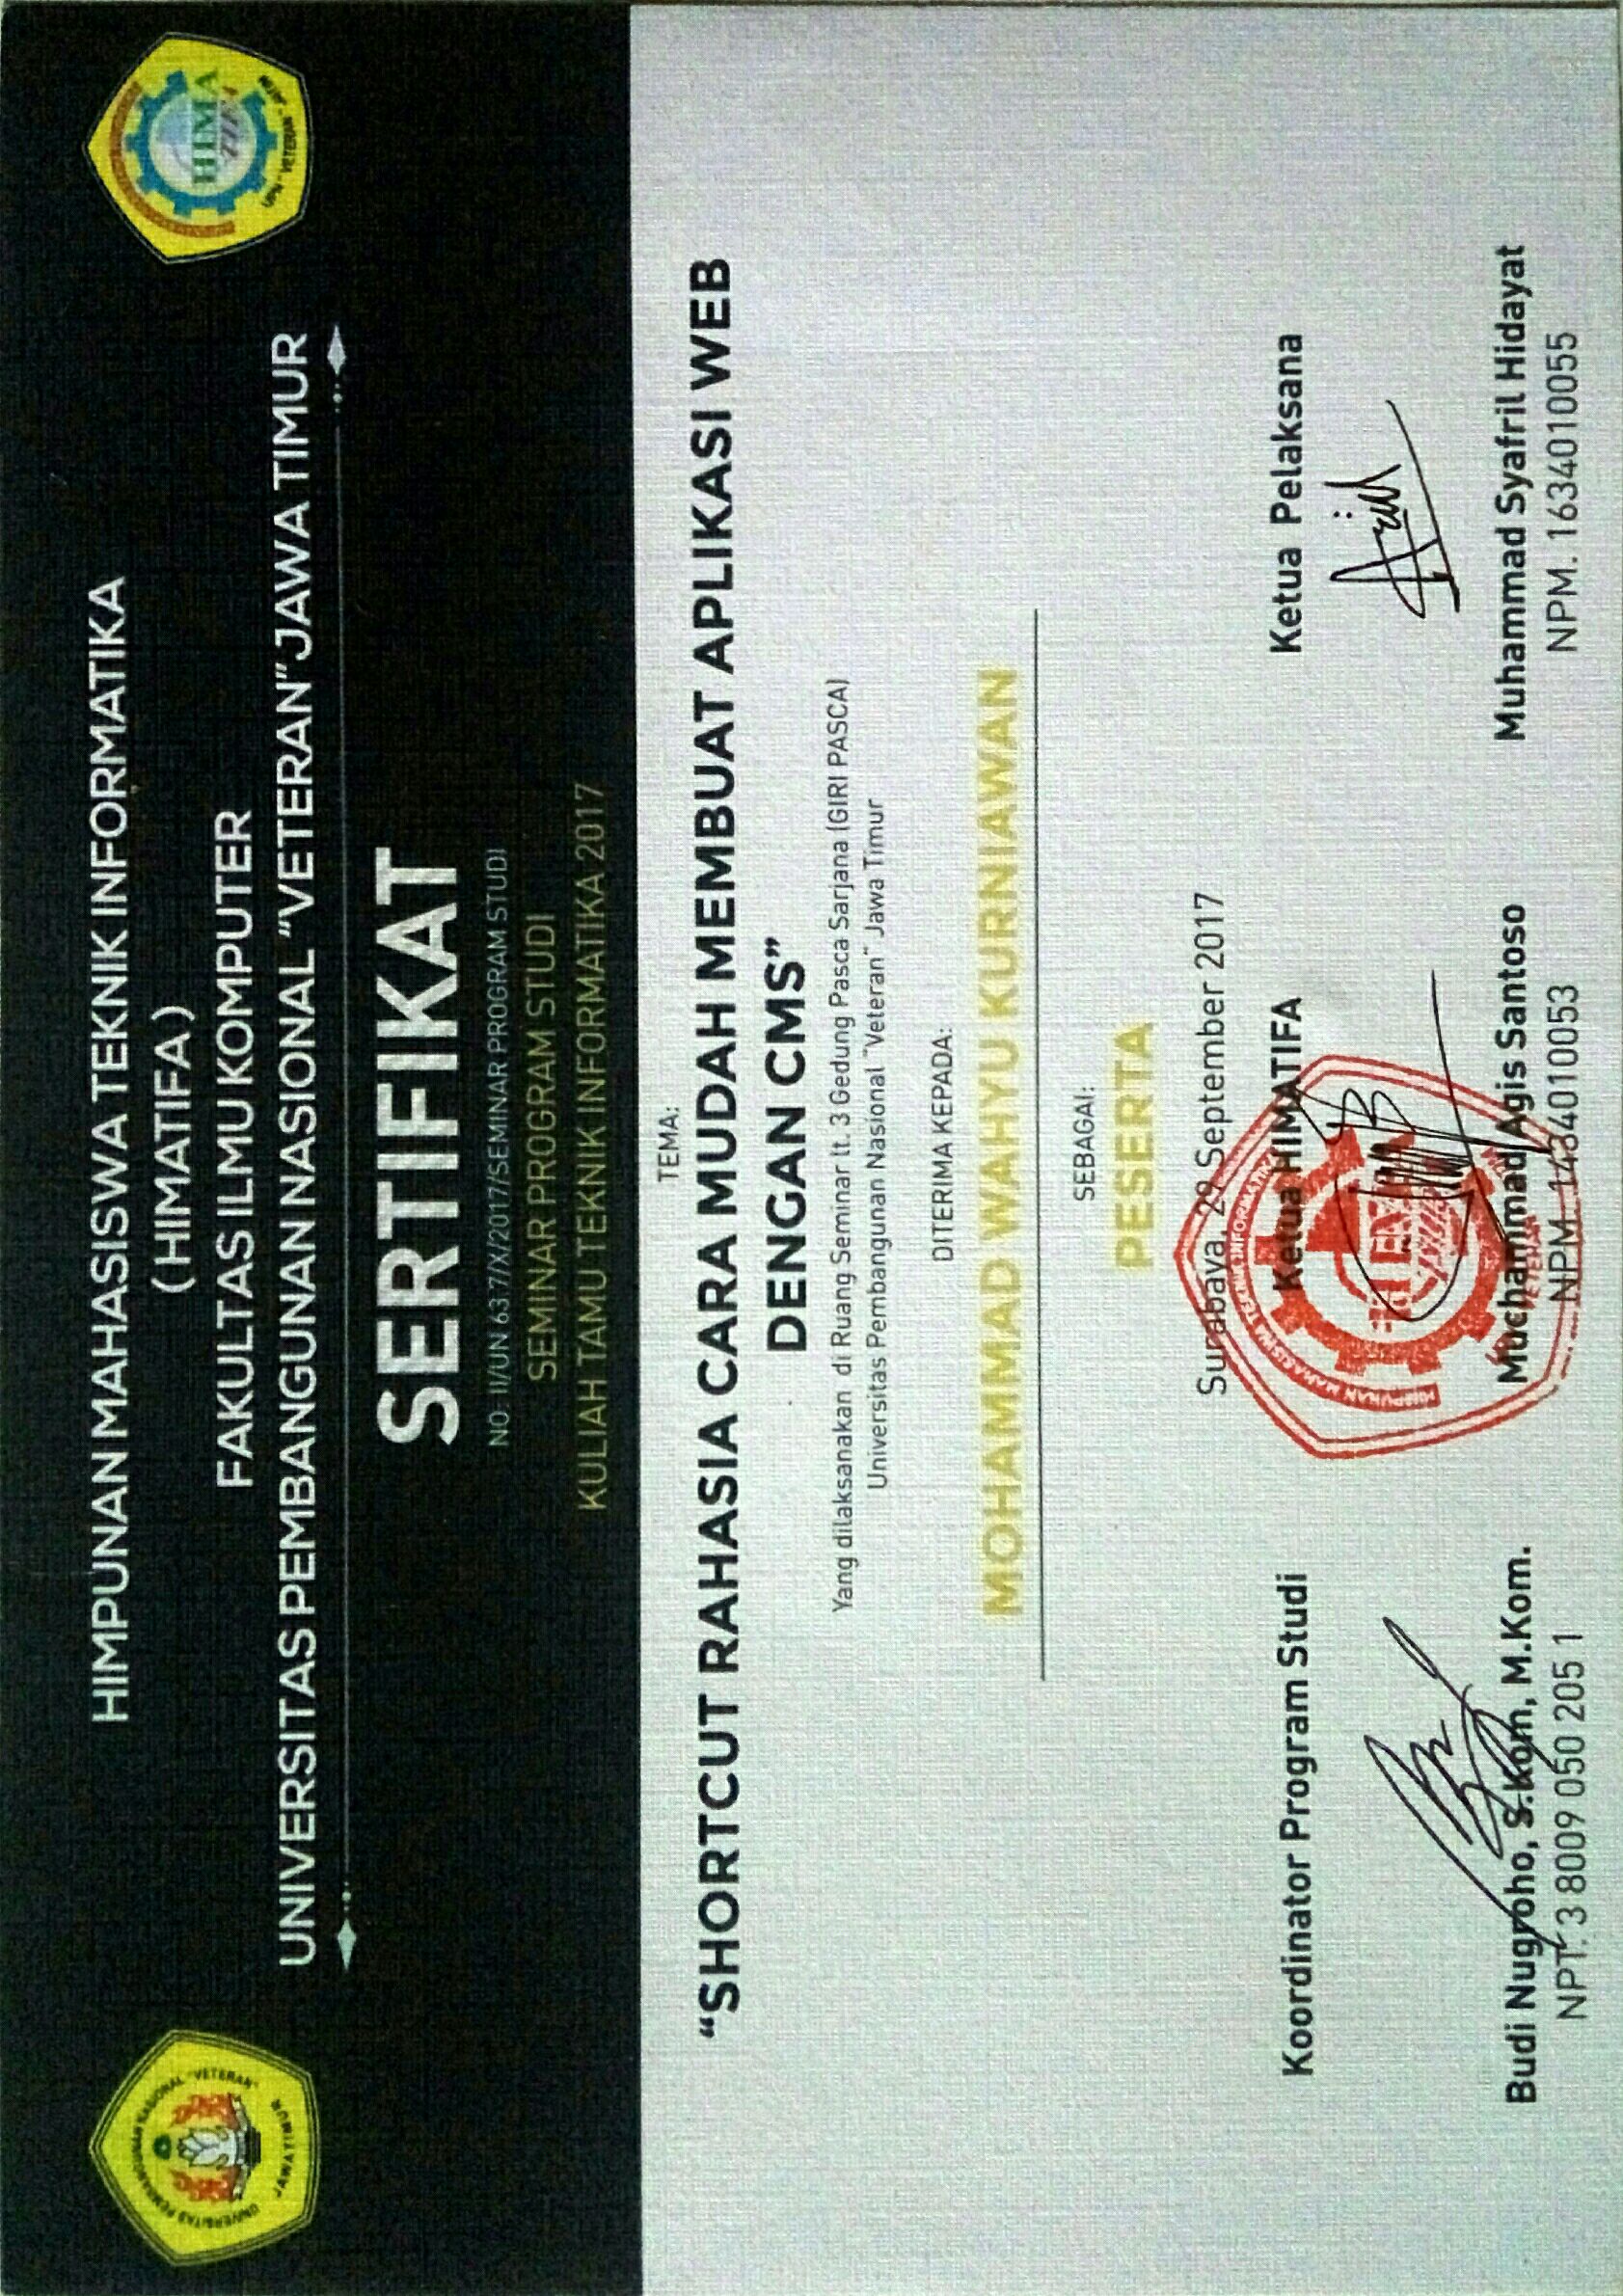 HIMPUNAN MAHASISWA TEKNIK INFORMATIKA
( HIMATIFA )
FAKULTAS ILMU KOMPUTER
UNIVERSITAS PEMBANGUNAN NASIONAL “VETERAN”JAWA TIMUR
UNIVERSITAS PEMBANGUNAN NASIONAL "VETERAN"
JAWA TIMUR
HIMA
TIFA
UPN "VETERAN" JATIM
SERTIFIKAT
NO: II/UN 63.7/X/2017/SEMINAR PROGRAM STUDI
SEMINAR PROGRAM STUDI
KULIAH TAMU TEKNIK INFORMATIKA 2017
TEMA:
“SHORTCUT RAHASIA CARA MUDAH MEMBUAT APLIKASI WEB
DENGAN CMS”
Yang dilaksanakan di Ruang Seminar lt. 3 Gedung Pasca Sarjana (GIRI PASCA)
Universitas Pembangunan Nasional “Veteran” Jawa Timur
DITERIMA KEPADA:
MOHAMMAD WAHYU KURNIAWAN
SEBAGAI:
PESERTA
Surabaya, 29 September 2017
Koordinator Program Studi
Ketua HIMATIFA
Ketua Pelaksana
HIMPUNAN MAHASISWA TEKNIK INFORMATIKA
HIMA
VETERAN
Budi Nugroho, S.Kom, M.Kom.
NPT. 3 8009 050 205 1
Muchammad Agis Santoso
NPM. 1434010053
Muhammad Syafril Hidayat
NPM. 1634010055